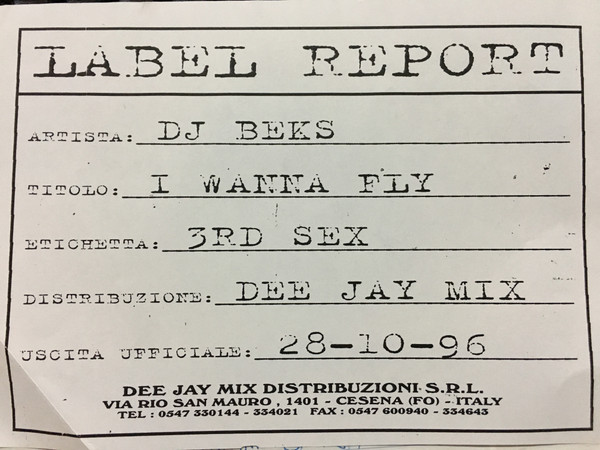 LABEL REPORT
ARTISTA: DJ BEKS
TITOLO: I WANNA FLY
ETICHETTA: 3RD SEX
DISTRIBUZIONE: DEE JAY MIX
USCITA UFFICIALE: 28-10-96
DEE JAY MIX DISTRIBUZIONI S.R.L.
VIA RIO SAN MAURO , 1401 - CESENA (FO) - ITALY
TEL : 0547 330144 - 334021 FAX : 0547 600940 - 334643